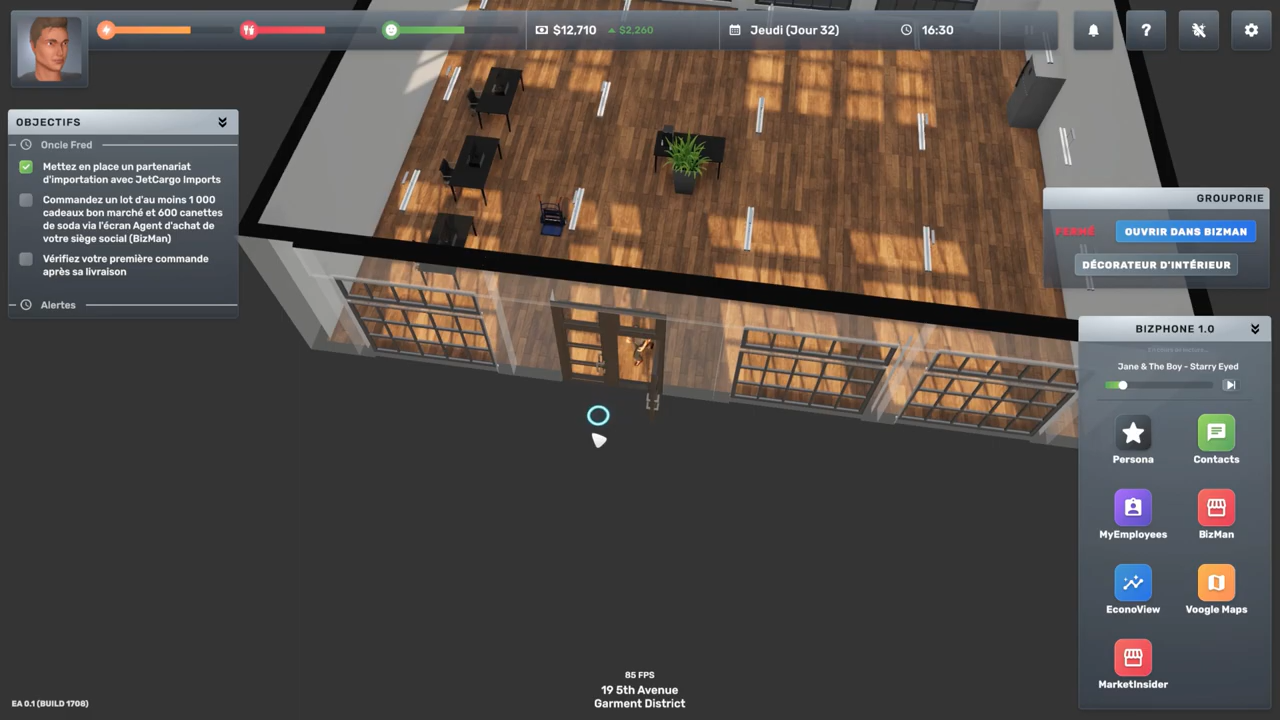 $12,710
$2,260
Jeudi (Jour 32)
16:30
?
OBJECTIFS
Oncle Fred
Mettez en place un partenariat
d'importation avec JetCargo Imports
Commandez un lot d'au moins 1 000
cadeaux bon marché et 600 canettes
de soda via l'écran Agent d'achat de
votre siège social (BizMan)
Vérifiez votre première commande
après sa livraison
Alertes
GROUPORIE
FERMÉ
OUVRIR DANS BIZMAN
DÉCORATEUR D'INTÉRIEUR
BIZPHONE 1.0
Jane & The Boy - Starry Eyed
Persona
Contacts
MyEmployees
BizMan
EconoView
Voogle Maps
MarketInsider
85 FPS
19 5th Avenue
Garment District
EA 0.1 (BUILD 1708)